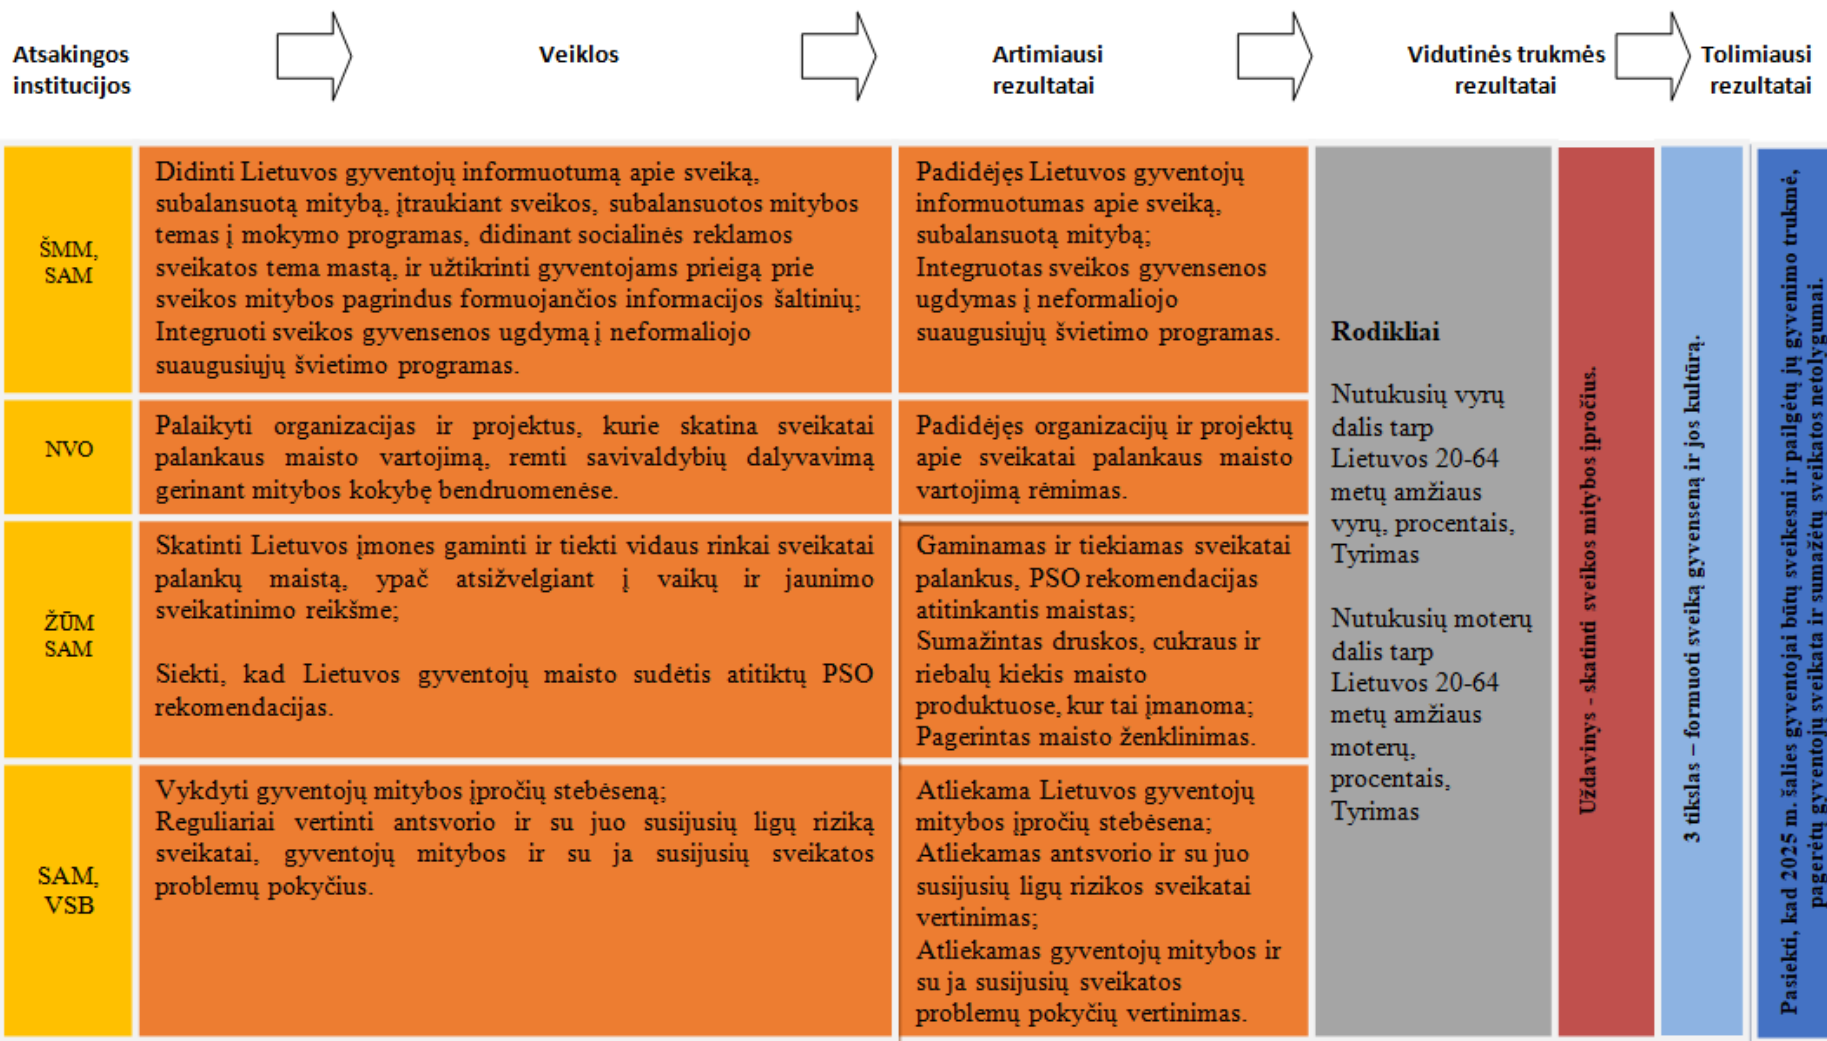 Atsakingos
institucijos
Veiklos
Artimiausi
rezultatai
Vidutinės trukmės
rezultatai
Tolimiausi
rezultatai
ŠMM,
SAM
Didinti Lietuvos gyventojų informuotumą apie sveiką,
subalansuotą mitybą, įtraukiant sveikos, subalansuotos mitybos
temas į mokymo programas, didinant socialinės reklamos
sveikatos tema mastą, ir užtikrinti gyventojams prieigą prie
sveikos mitybos pagrindus formuojančios informacijos šaltinių;
Integruoti sveikos gyvensenos ugdymą į neformaliojo
suaugusiųjų švietimo programas.
Padidėjęs Lietuvos gyventojų
informuotumas apie sveiką,
subalansuotą mitybą;
Integruotas sveikos gyvensenos
ugdymas į neformaliojo
suaugusiųjų švietimo programas.
NVO
Palaikyti organizacijas ir projektus, kurie skatina sveikatai
palankaus maisto vartojimą, remti savivaldybių dalyvavimą
gerinant mitybos kokybę bendruomenėse.
Padidėjęs organizacijų ir projektų
apie sveikatai palankaus maisto
vartojimą rėmimas.
ŽŪM
SAM
Skatinti Lietuvos įmones gaminti ir tiekti vidaus rinkai sveikatai
palankų maistą, ypač atsižvelgiant į vaikų ir jaunimo
sveikatinimo reikšme;
Siekti, kad Lietuvos gyventojų maisto sudėtis atitiktų PSO
rekomendacijas.
Gaminamas ir tiekiamas sveikatai
palankus, PSO rekomendacijas
atitinkantis maistas;
Sumažintas druskos, cukraus ir
riebalų kiekis maisto
produktuose, kur tai įmanoma;
Pagerintas maisto ženklinimas.
SAM,
VSB
Vykdyti gyventojų mitybos įpročių stebėseną;
Reguliariai vertinti antsvorio ir su juo susijusių ligų riziką
sveikatai, gyventojų mitybos ir su ja susijusių sveikatos
problemų pokyčius.
Atliekama Lietuvos gyventojų
mitybos įpročių stebėsena;
Atliekamas antsvorio ir su juo
susijusių ligų rizikos sveikatai
vertinimas;
Atliekamas gyventojų mitybos ir
su ja susijusių sveikatos
problemų pokyčių vertinimas.
Rodikliai
Nutukusių vyrų
dalis tarp
Lietuvos 20-64
metų amžiaus
vyrų, procentais,
Tyrimas
Nutukusių moterų
dalis tarp
Lietuvos 20-64
metų amžiaus
moterų,
procentais,
Tyrimas
Uždavinys - skatinti sveikos mitybos įpročius.
3 tikslas – formuoti sveiką gyvenseną ir jos kultūrą.
Pasiekti, kad 2025 m. šalies gyventojai būtų sveikesni ir pailgėtų jų gyvenimo trukmė,
pagerėtų gyventojų sveikata ir sumažėtų sveikatos netolygumai.